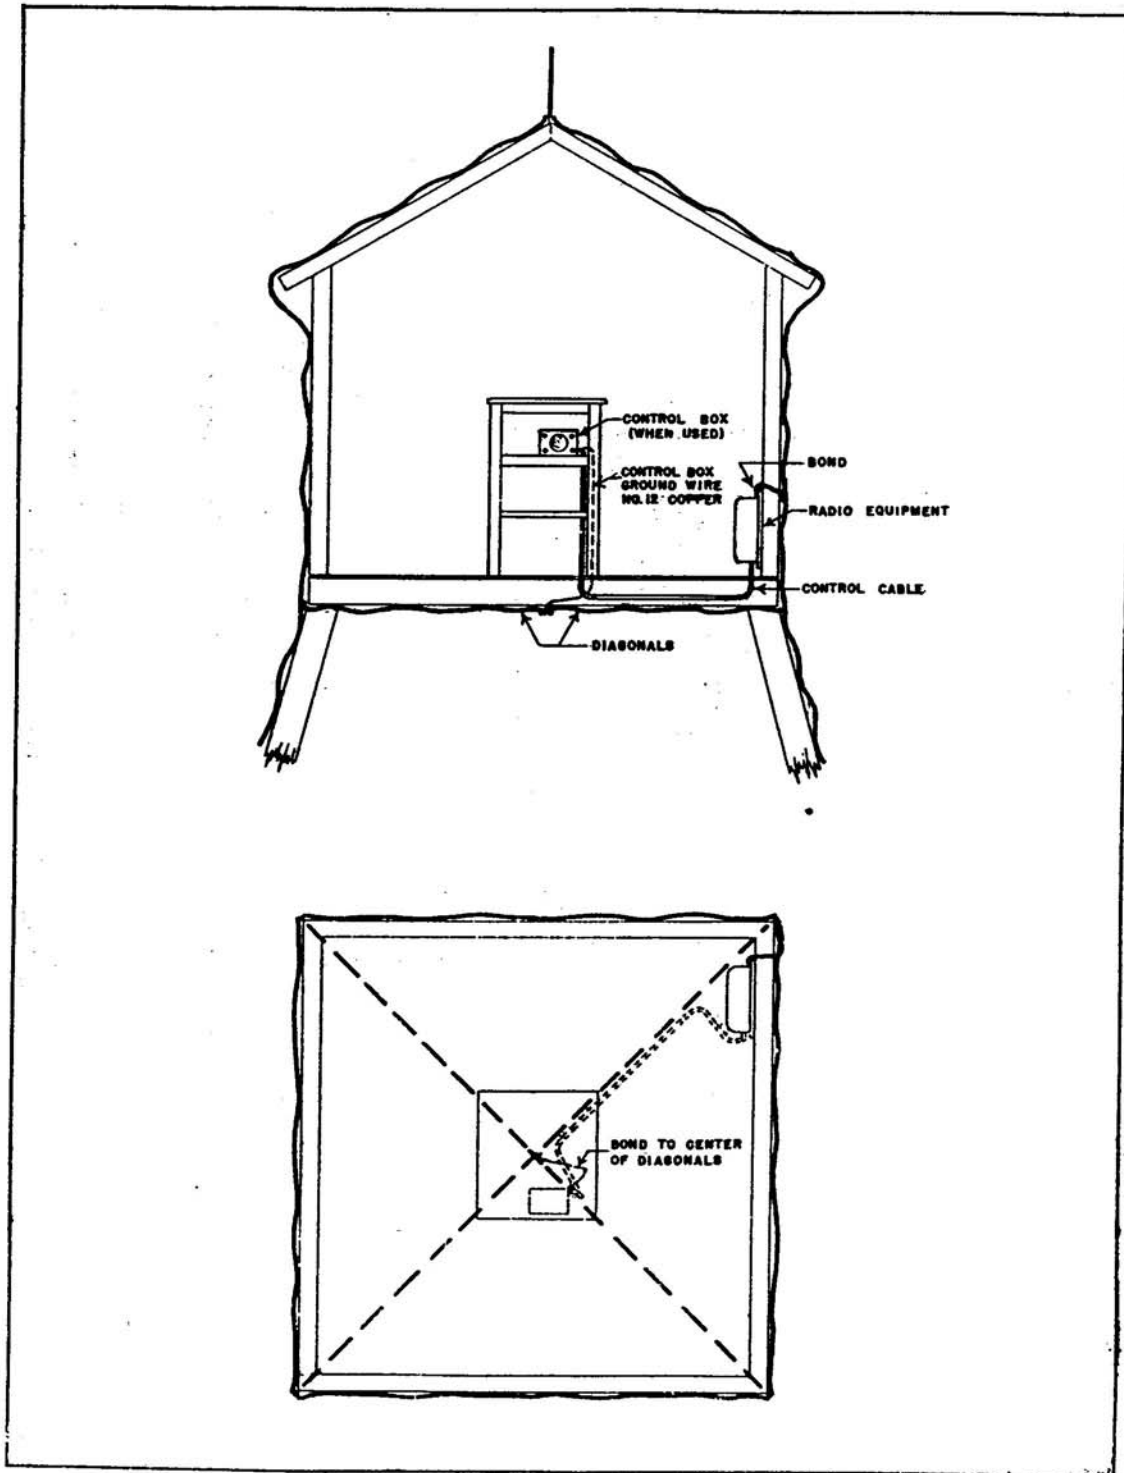 CONTROL BOX
(WHEN USED)
BOND
CONTROL BOX
GROUND WIRE
NO. 12 COPPER
RADIO EQUIPMENT
CONTROL CABLE
DIAGONALS
BOND TO CENTER
OF DIAGONALS